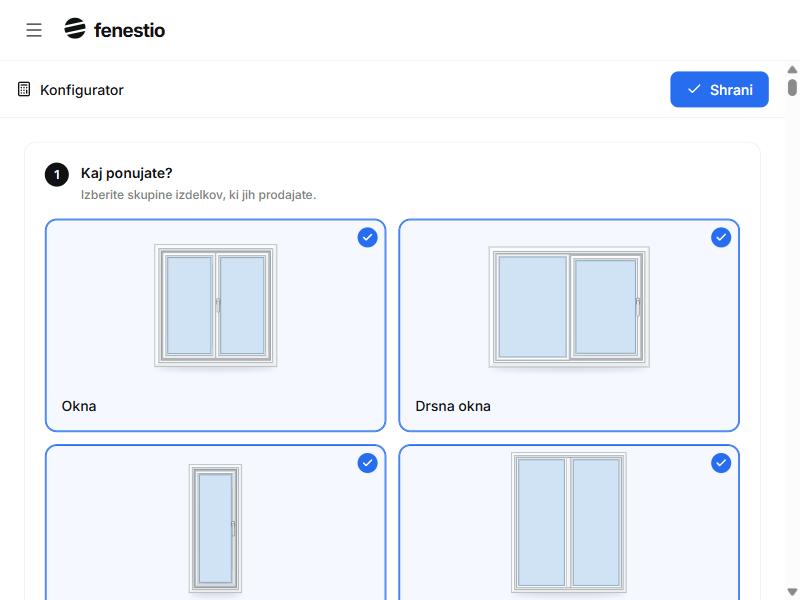 fenestio
Konfigurator
Shrani
1
Kaj ponujate?
Izberite skupine izdelkov, ki jih prodajate.
Okna
Drsna okna